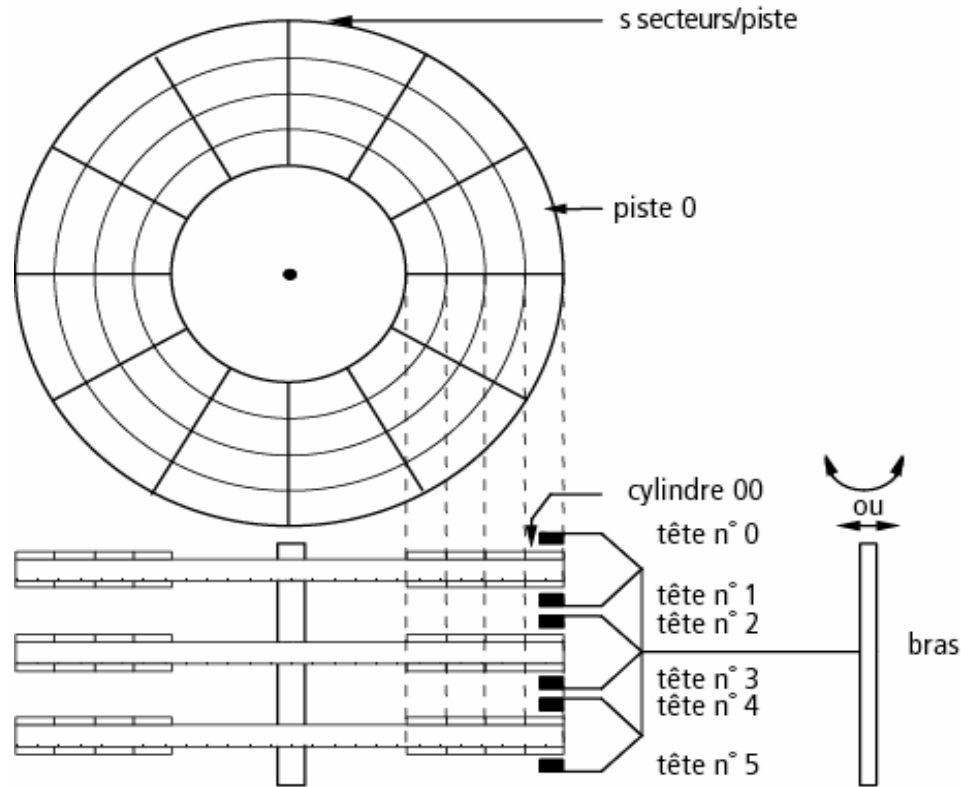 s secteurs/piste
piste 0
cylindre 00
ou
tête n° 0
tête n° 1
tête n° 2
bras
tête n° 3
tête n° 4
tête n° 5